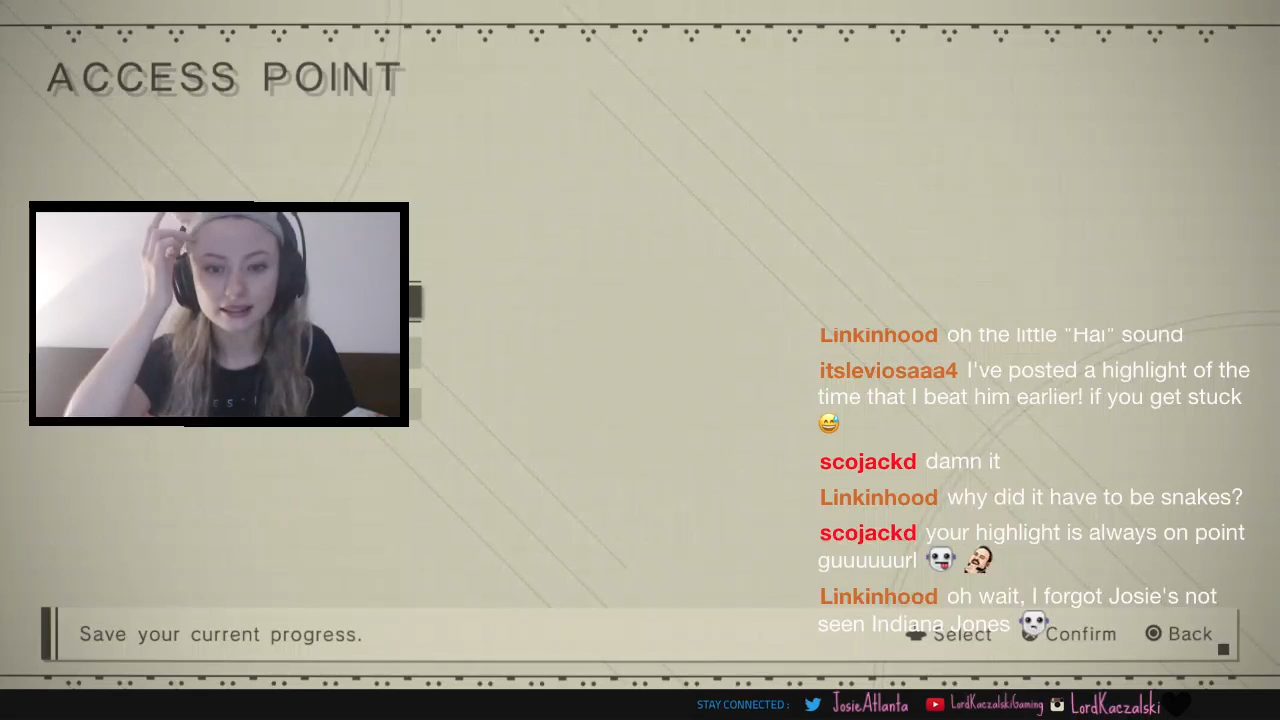 ACCESS POINT
Linkinhood oh the little "Hai" sound
itsleviosaaa4 I've posted a highlight of the
time that I beat him earlier! if you get stuck
😅
scojackd damn it
Linkinhood why did it have to be snakes?
scojackd your highlight is always on point
guuuuuurl
Linkinhood oh wait, I forgot Josie's not
seen Indiana Jones
Save your current progress.
Select Confirm Back
STAY CONNECTED: JosieAtlanta LordKaczalskiGaming LordKaczalski